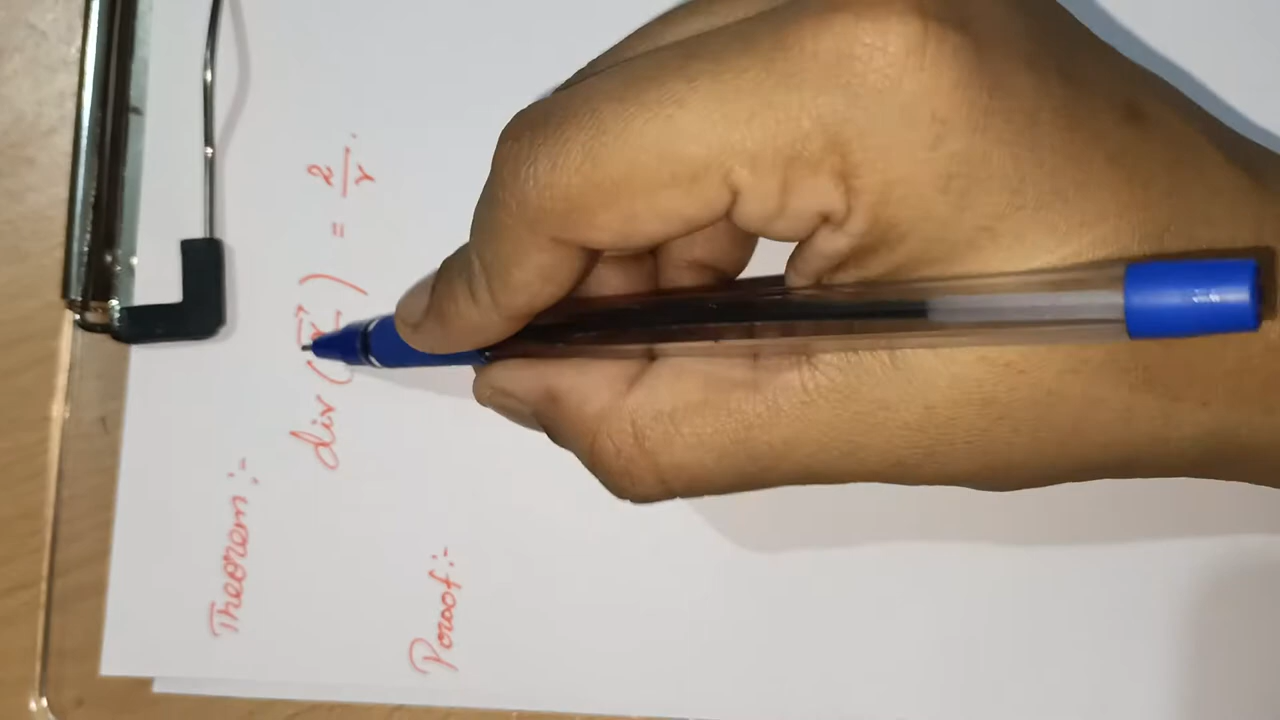 Theorem:-
div ( ) = 2/r.
Proof:-